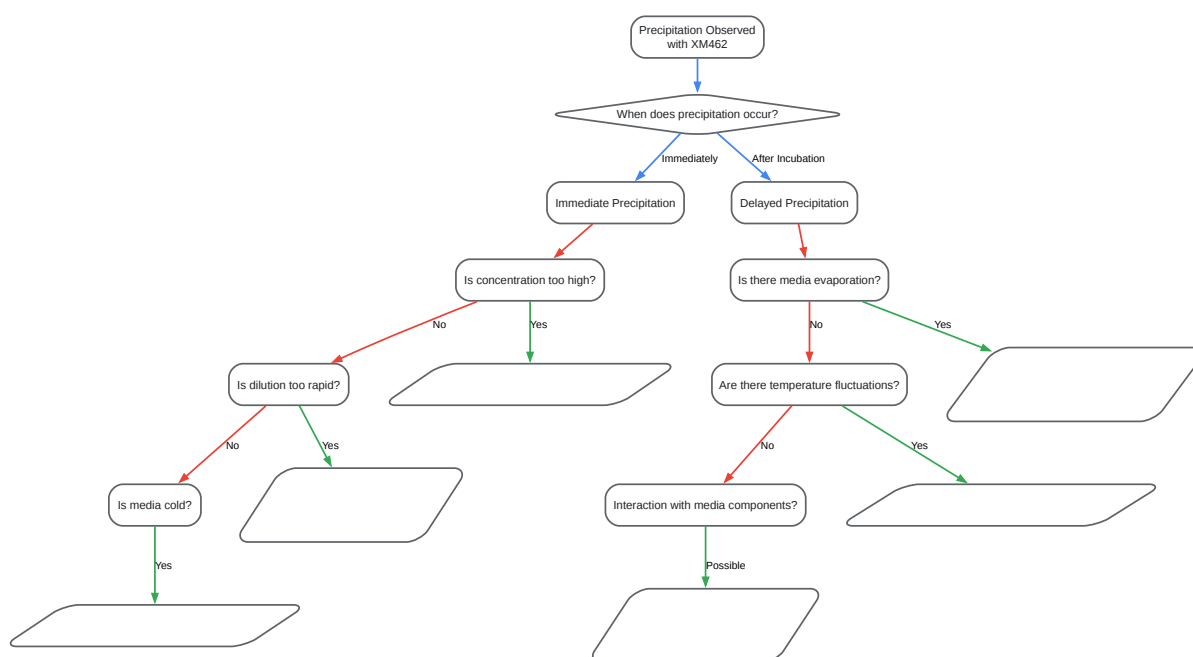 Precipitation Observed
with XM462
When does precipitation occur?
Immediately
After Incubation
Immediate Precipitation
Delayed Precipitation
Is concentration too high?
Is there media evaporation?
No
Yes
No
Yes
Is dilution too rapid?
Are there temperature fluctuations?
No
Yes
No
Yes
Is media cold?
Interaction with media components?
Yes
Possible